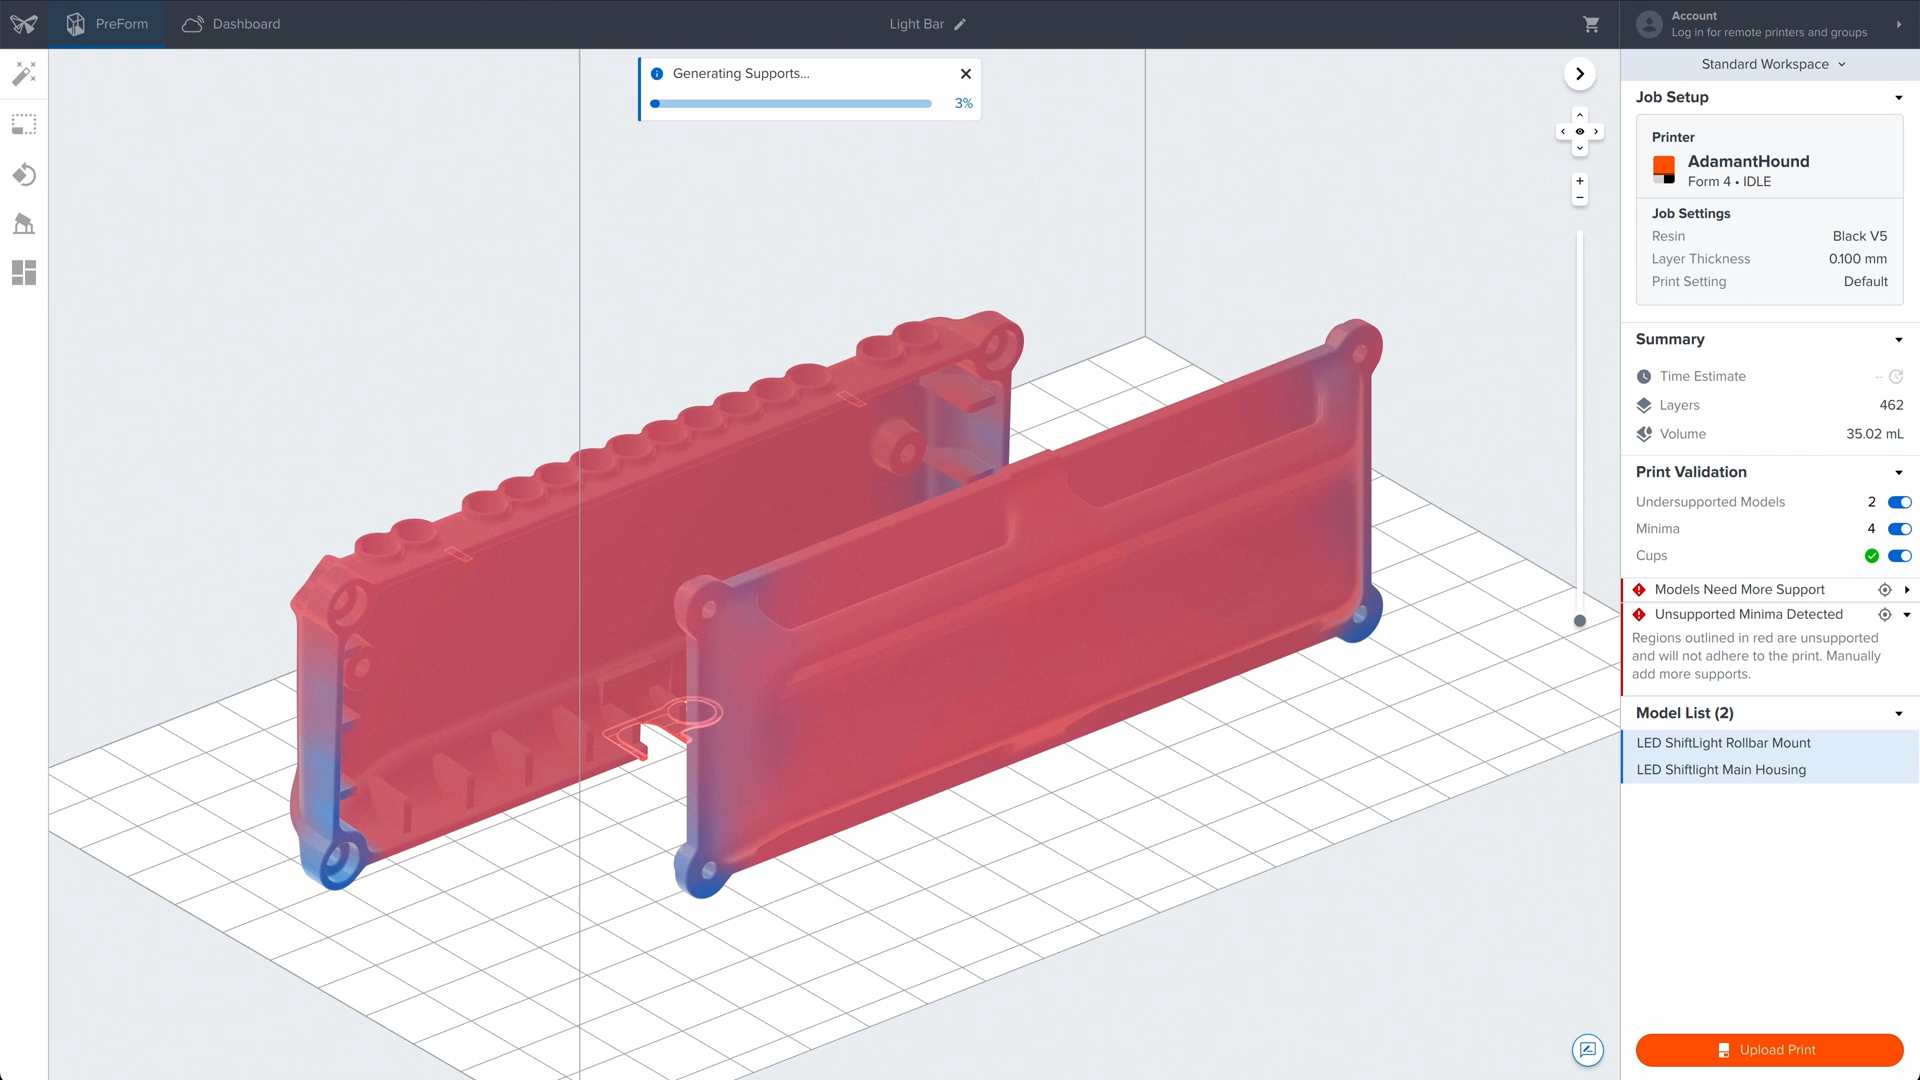 PreForm
Dashboard
Light Bar
Account
Log in for remote printers and groups
Generating Supports...
3%
Standard Workspace
Job Setup
Printer
AdamantHound
Form 4 • IDLE
Job Settings
Resin Black V5
Layer Thickness 0.100 mm
Print Setting Default
Summary
Time Estimate --
Layers 462
Volume 35.02 mL
Print Validation
Undersupported Models 2
Minima 4
Cups
Models Need More Support
Unsupported Minima Detected
Regions outlined in red are unsupported
and will not adhere to the print. Manually
add more supports.
Model List (2)
LED ShiftLight Rollbar Mount
LED Shiftlight Main Housing
Upload Print